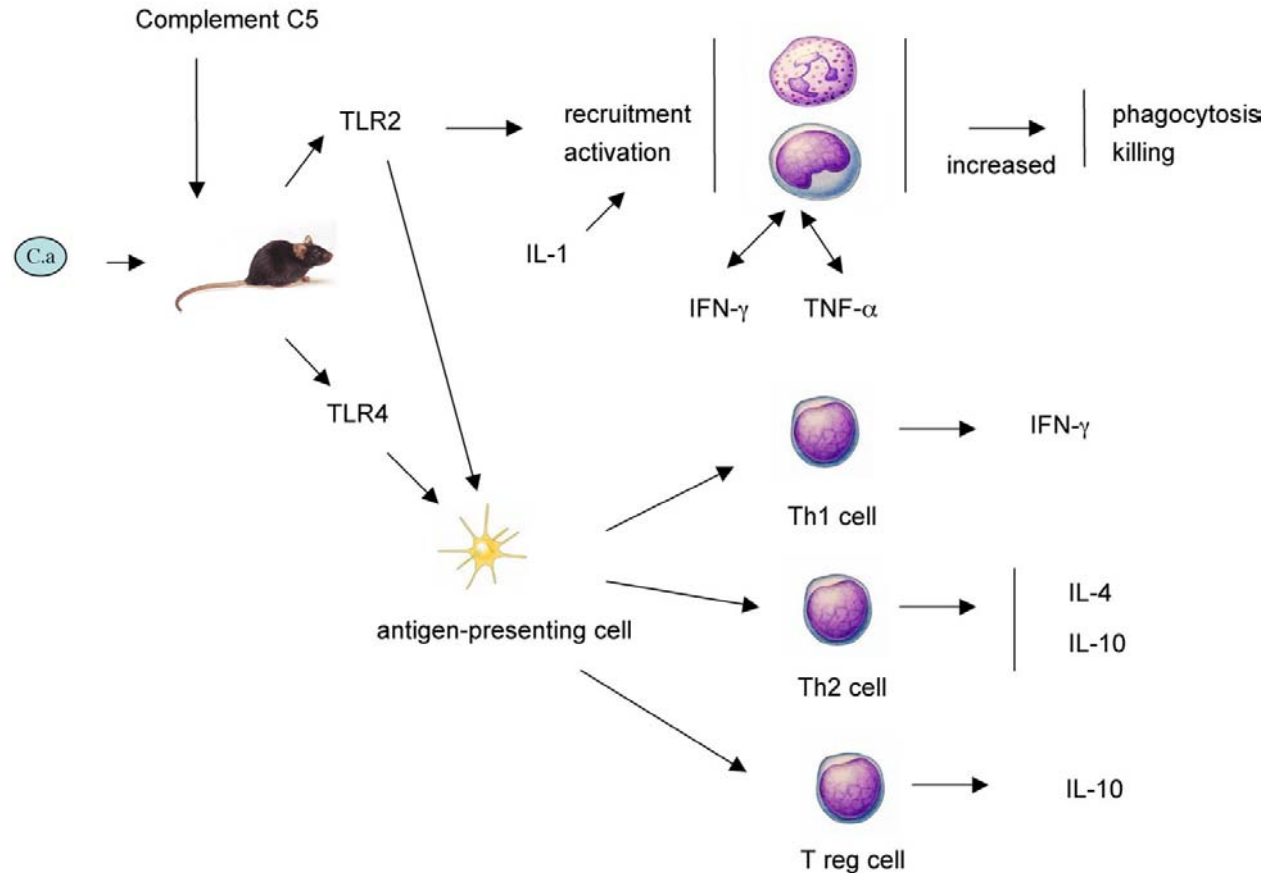 Complement C5
TLR2
recruitment
activation
increased
phagocytosis
killing
C.a
IL-1
IFN-γ
TNF-α
TLR4
IFN-γ
Th1 cell
antigen-presenting cell
IL-4
IL-10
Th2 cell
IL-10
T reg cell